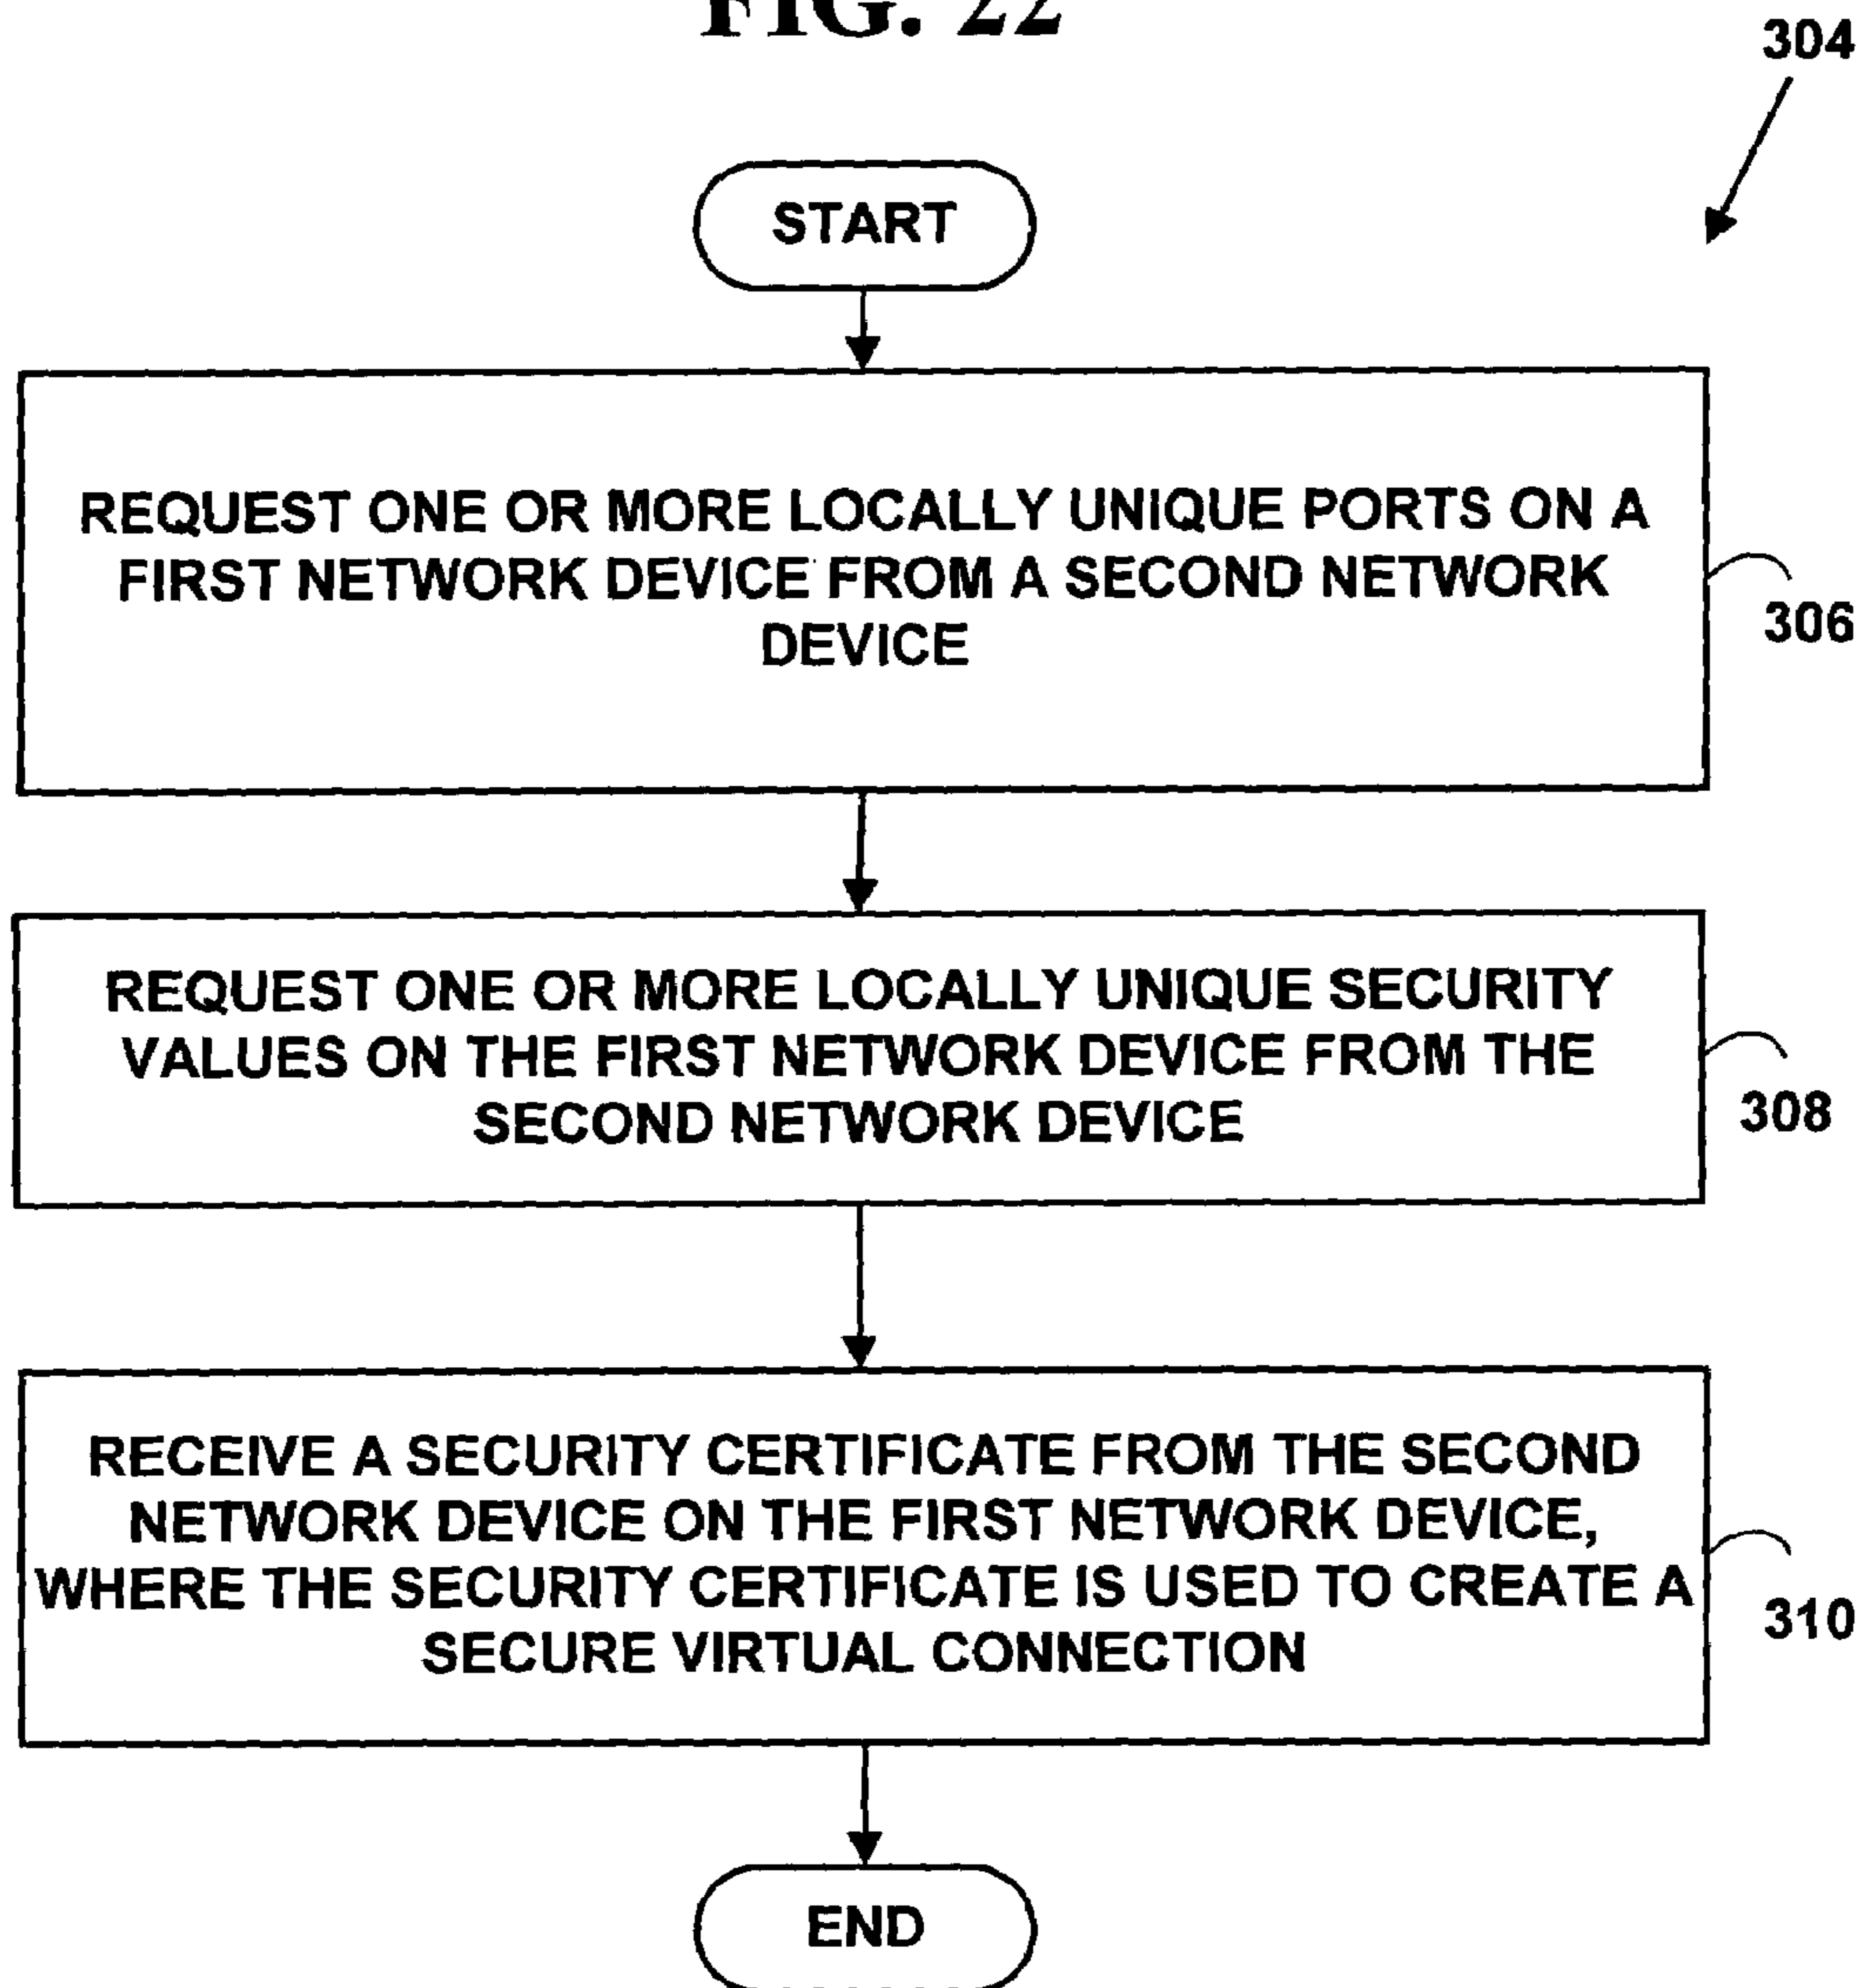 FIG. 22
304
START
REQUEST ONE OR MORE LOCALLY UNIQUE PORTS ON A
FIRST NETWORK DEVICE FROM A SECOND NETWORK
DEVICE
306
REQUEST ONE OR MORE LOCALLY UNIQUE SECURITY
VALUES ON THE FIRST NETWORK DEVICE FROM THE
SECOND NETWORK DEVICE
308
RECEIVE A SECURITY CERTIFICATE FROM THE SECOND
NETWORK DEVICE ON THE FIRST NETWORK DEVICE,
WHERE THE SECURITY CERTIFICATE IS USED TO CREATE A
SECURE VIRTUAL CONNECTION
310
END